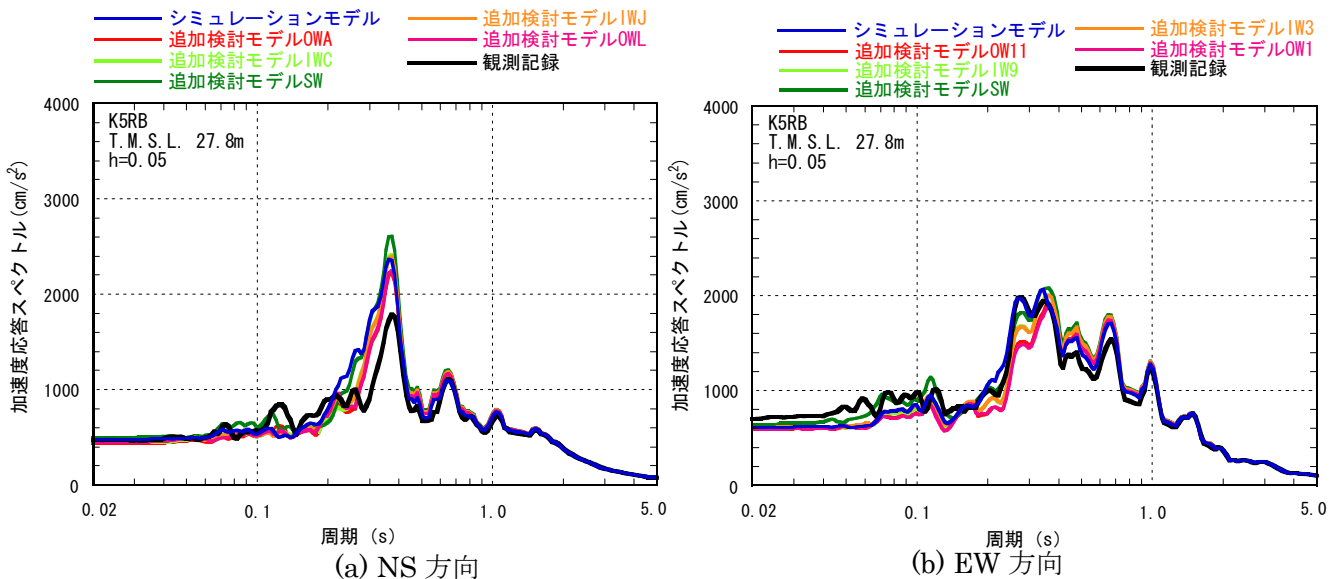 シミュレーションモデル
追加検討モデルOWA
追加検討モデルIWC
追加検討モデルSW
追加検討モデルIWJ
追加検討モデルOWL
観測記録
K5RB
T.M.S.L. 27.8m
h=0.05
加速度応答スペクトル(cm/s²)
4000
3000
2000
1000
0
0.02
0.1
1.0
5.0
周期 (s)
(a) NS 方向
シミュレーションモデル
追加検討モデルOW11
追加検討モデルIW9
追加検討モデルSW
追加検討モデルIW3
追加検討モデルOW1
観測記録
K5RB
T.M.S.L. 27.8m
h=0.05
加速度応答スペクトル(cm/s²)
4000
3000
2000
1000
0
0.02
0.1
1.0
5.0
周期 (s)
(b) EW 方向